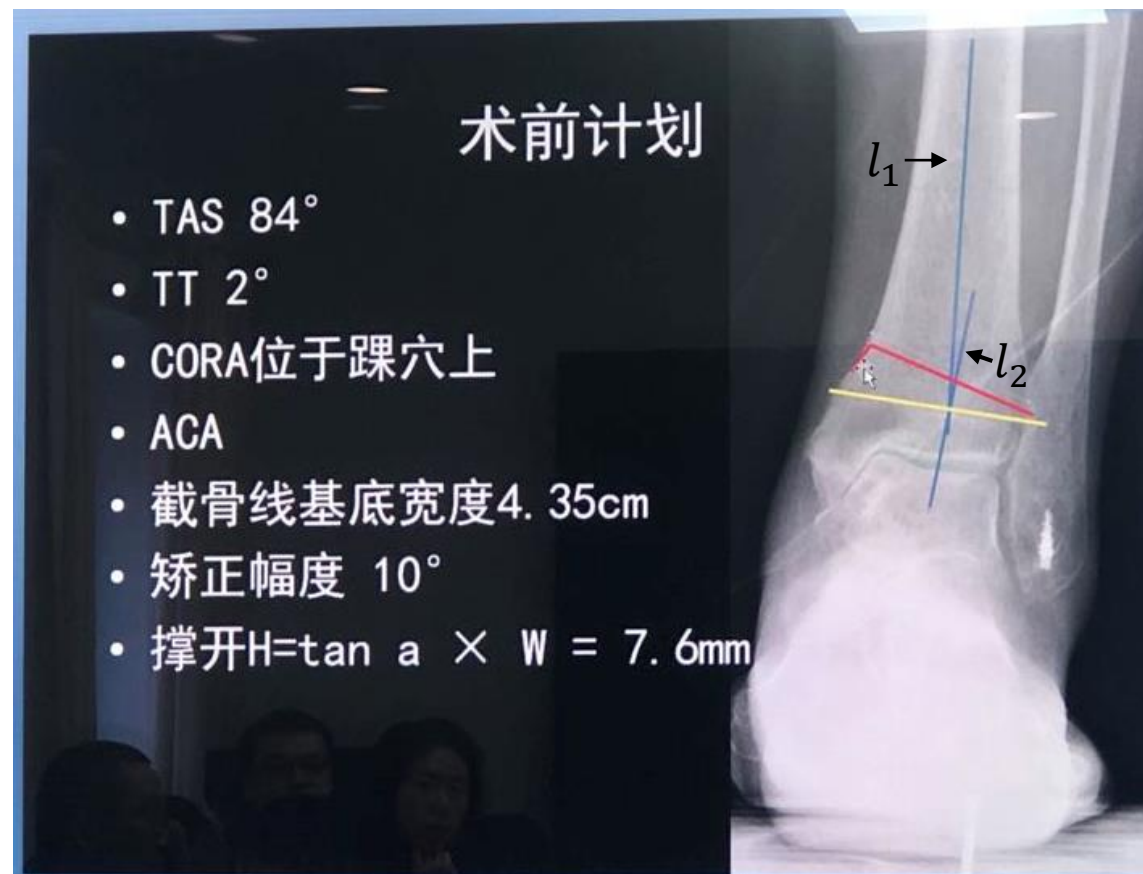 术前计划
• TAS 84°
• TT 2°
• CORA位于踝穴上
• ACA
• 截骨线基底宽度4.35cm
• 矫正幅度 10°
• 撑开H=tan a × W = 7.6mm
l₁
l₂